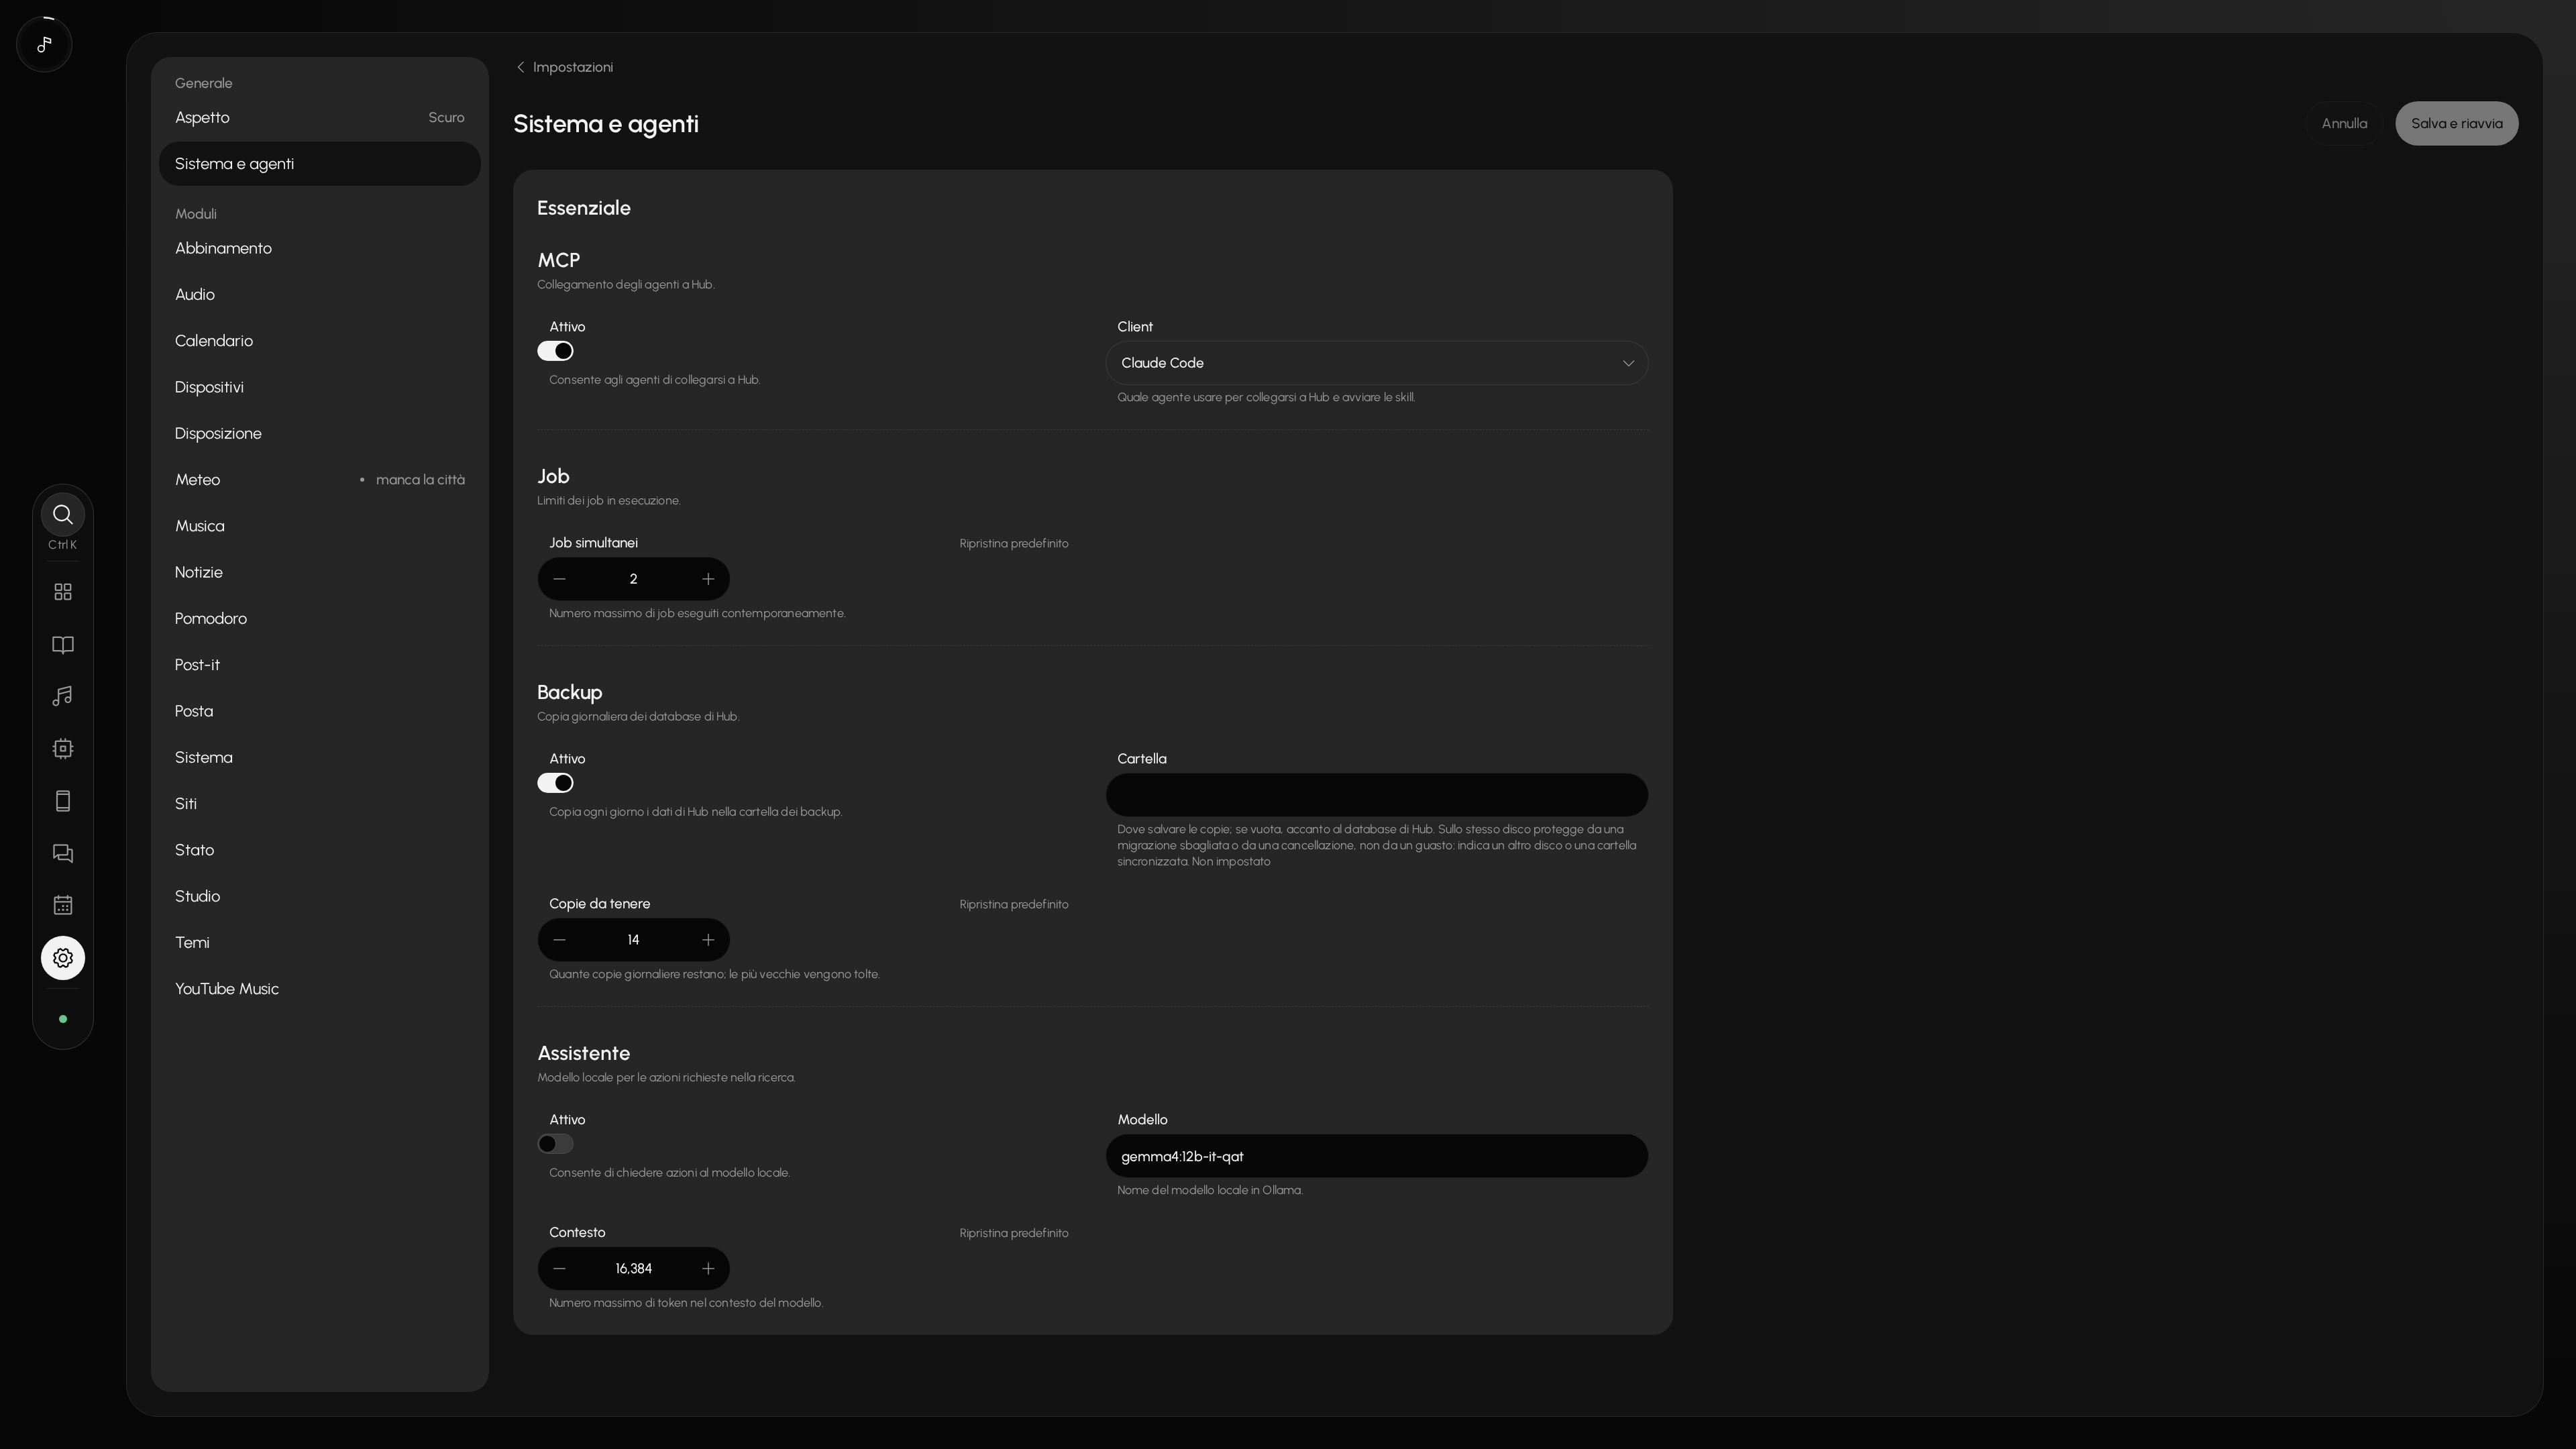 Impostazioni
Generale
Aspetto Scuro
Sistema e agenti
Moduli
Abbinamento
Audio
Calendario
Dispositivi
Disposizione
Meteo • manca la città
Musica
Notizie
Pomodoro
Post-it
Posta
Sistema
Siti
Stato
Studio
Temi
YouTube Music
Ctrl K
Sistema e agenti
Annulla
Salva e riavvia
Essenziale
MCP
Collegamento degli agenti a Hub.
Attivo
Consente agli agenti di collegarsi a Hub.
Client
Claude Code
Quale agente usare per collegarsi a Hub e avviare le skill.
Job
Limiti dei job in esecuzione.
Job simultanei Ripristina predefinito
2
Numero massimo di job eseguiti contemporaneamente.
Backup
Copia giornaliera dei database di Hub.
Attivo
Copia ogni giorno i dati di Hub nella cartella dei backup.
Cartella
Dove salvare le copie; se vuota, accanto al database di Hub. Sullo stesso disco protegge da una
migrazione sbagliata o da una cancellazione, non da un guasto: indica un altro disco o una cartella
sincronizzata. Non impostato
Copie da tenere Ripristina predefinito
14
Quante copie giornaliere restano; le più vecchie vengono tolte.
Assistente
Modello locale per le azioni richieste nella ricerca.
Attivo
Consente di chiedere azioni al modello locale.
Modello
gemma4:12b-it-qat
Nome del modello locale in Ollama.
Contesto Ripristina predefinito
16,384
Numero massimo di token nel contesto del modello.